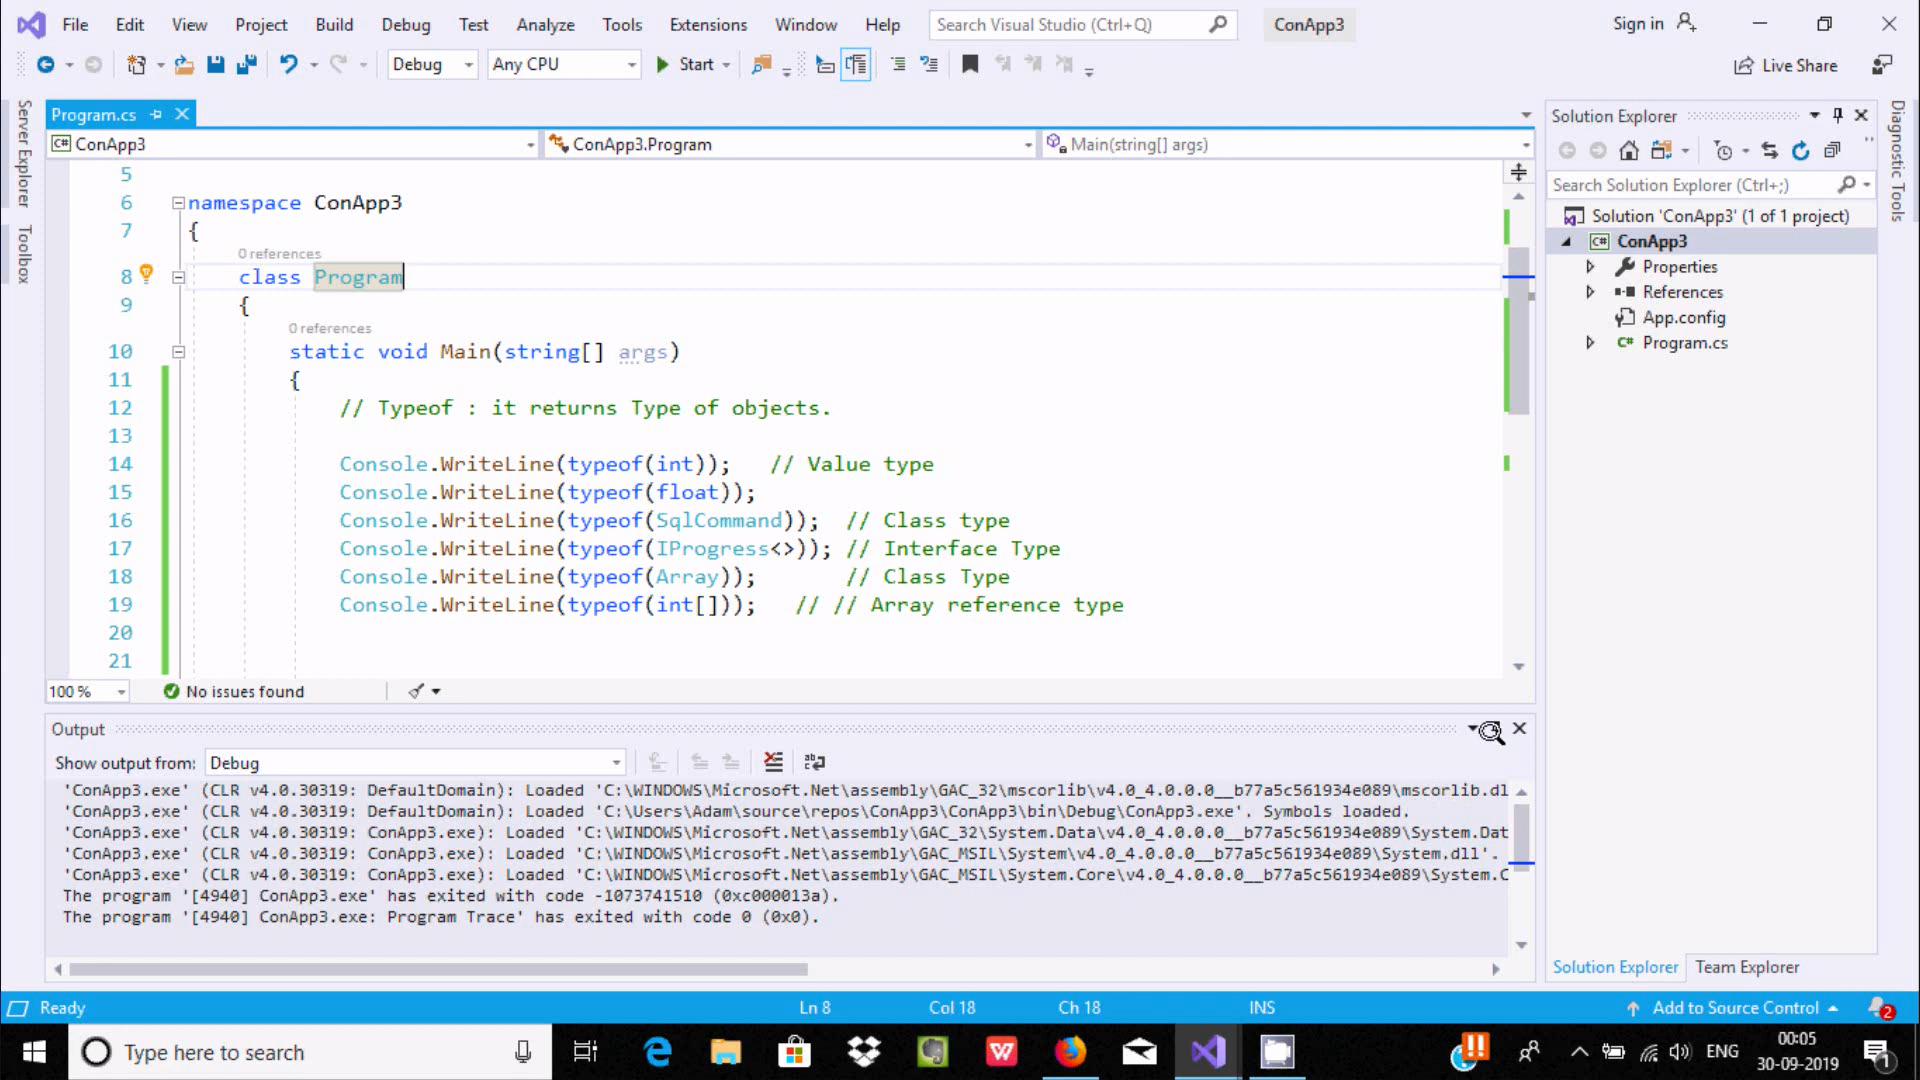 File Edit View Project Build Debug Test Analyze Tools Extensions Window Help Search Visual Studio (Ctrl+Q) ConApp3 Sign in
Debug Any CPU Start Live Share
Server Explorer
Toolbox
Program.cs
ConApp3 ConApp3.Program Main(string[] args)
5
6 namespace ConApp3
7 {
0 references
8 class Program
9 {
0 references
10 static void Main(string[] args)
11 {
12 // Typeof : it returns Type of objects.
13
14 Console.WriteLine(typeof(int)); // Value type
15 Console.WriteLine(typeof(float));
16 Console.WriteLine(typeof(SqlCommand)); // Class type
17 Console.WriteLine(typeof(IProgress<>)); // Interface Type
18 Console.WriteLine(typeof(Array)); // Class Type
19 Console.WriteLine(typeof(int[])); // // Array reference type
20
21
100 % No issues found
Output
Show output from: Debug
'ConApp3.exe' (CLR v4.0.30319: DefaultDomain): Loaded 'C:\WINDOWS\Microsoft.Net\assembly\GAC_32\mscorlib\v4.0_4.0.0.0__b77a5c561934e089\mscorlib.dl
'ConApp3.exe' (CLR v4.0.30319: DefaultDomain): Loaded 'C:\Users\Adam\source\repos\ConApp3\ConApp3\bin\Debug\ConApp3.exe'. Symbols loaded.
'ConApp3.exe' (CLR v4.0.30319: ConApp3.exe): Loaded 'C:\WINDOWS\Microsoft.Net\assembly\GAC_32\System.Data\v4.0_4.0.0.0__b77a5c561934e089\System.Dat
'ConApp3.exe' (CLR v4.0.30319: ConApp3.exe): Loaded 'C:\WINDOWS\Microsoft.Net\assembly\GAC_MSIL\System\v4.0_4.0.0.0__b77a5c561934e089\System.dll'.
'ConApp3.exe' (CLR v4.0.30319: ConApp3.exe): Loaded 'C:\WINDOWS\Microsoft.Net\assembly\GAC_MSIL\System.Core\v4.0_4.0.0.0__b77a5c561934e089\System.C
The program '[4940] ConApp3.exe' has exited with code -1073741510 (0xc000013a).
The program '[4940] ConApp3.exe: Program Trace' has exited with code 0 (0x0).
Solution Explorer
Search Solution Explorer (Ctrl+;)
Solution 'ConApp3' (1 of 1 project)
C# ConApp3
Properties
References
App.config
C# Program.cs
Solution Explorer Team Explorer
Diagnostic Tools
Ready Ln 8 Col 18 Ch 18 INS Add to Source Control 2
Type here to search ENG 00:05
30-09-2019 1